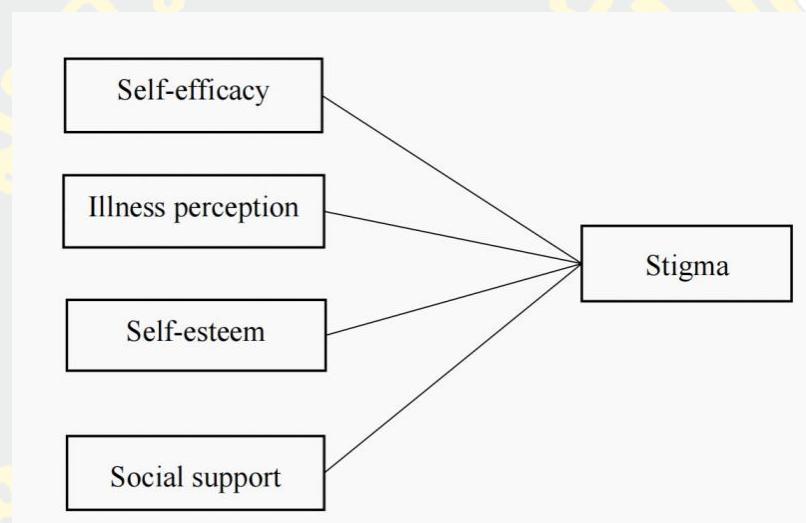 Self-efficacy
Illness perception
Self-esteem
Social support
Stigma